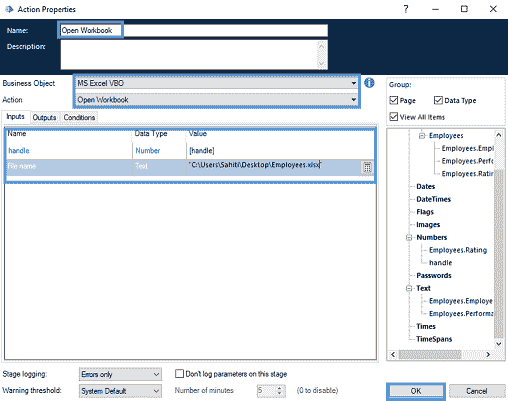 Action Properties
Name: Open Workbook
Description:
Business Object MS Excel VBO
Action Open Workbook
Inputs Outputs Conditions
Name Data Type Value
handle Number [handle]
File name Text "C:\Users\Sahiti\Desktop\Employees.xlsx"
Group:
Page Data Type
View All Items
Employees
Employees.Empl
Employees.Perfo
Employees.Ratin
Dates
DateTimes
Flags
Images
Numbers
Employees.Rating
handle
Passwords
Text
Employees.Employe
Employees.Performa
Times
TimeSpans
Stage logging: Errors only Don't log parameters on this stage
Warning threshold: System Default Number of minutes 5 (0 to disable)
OK Cancel